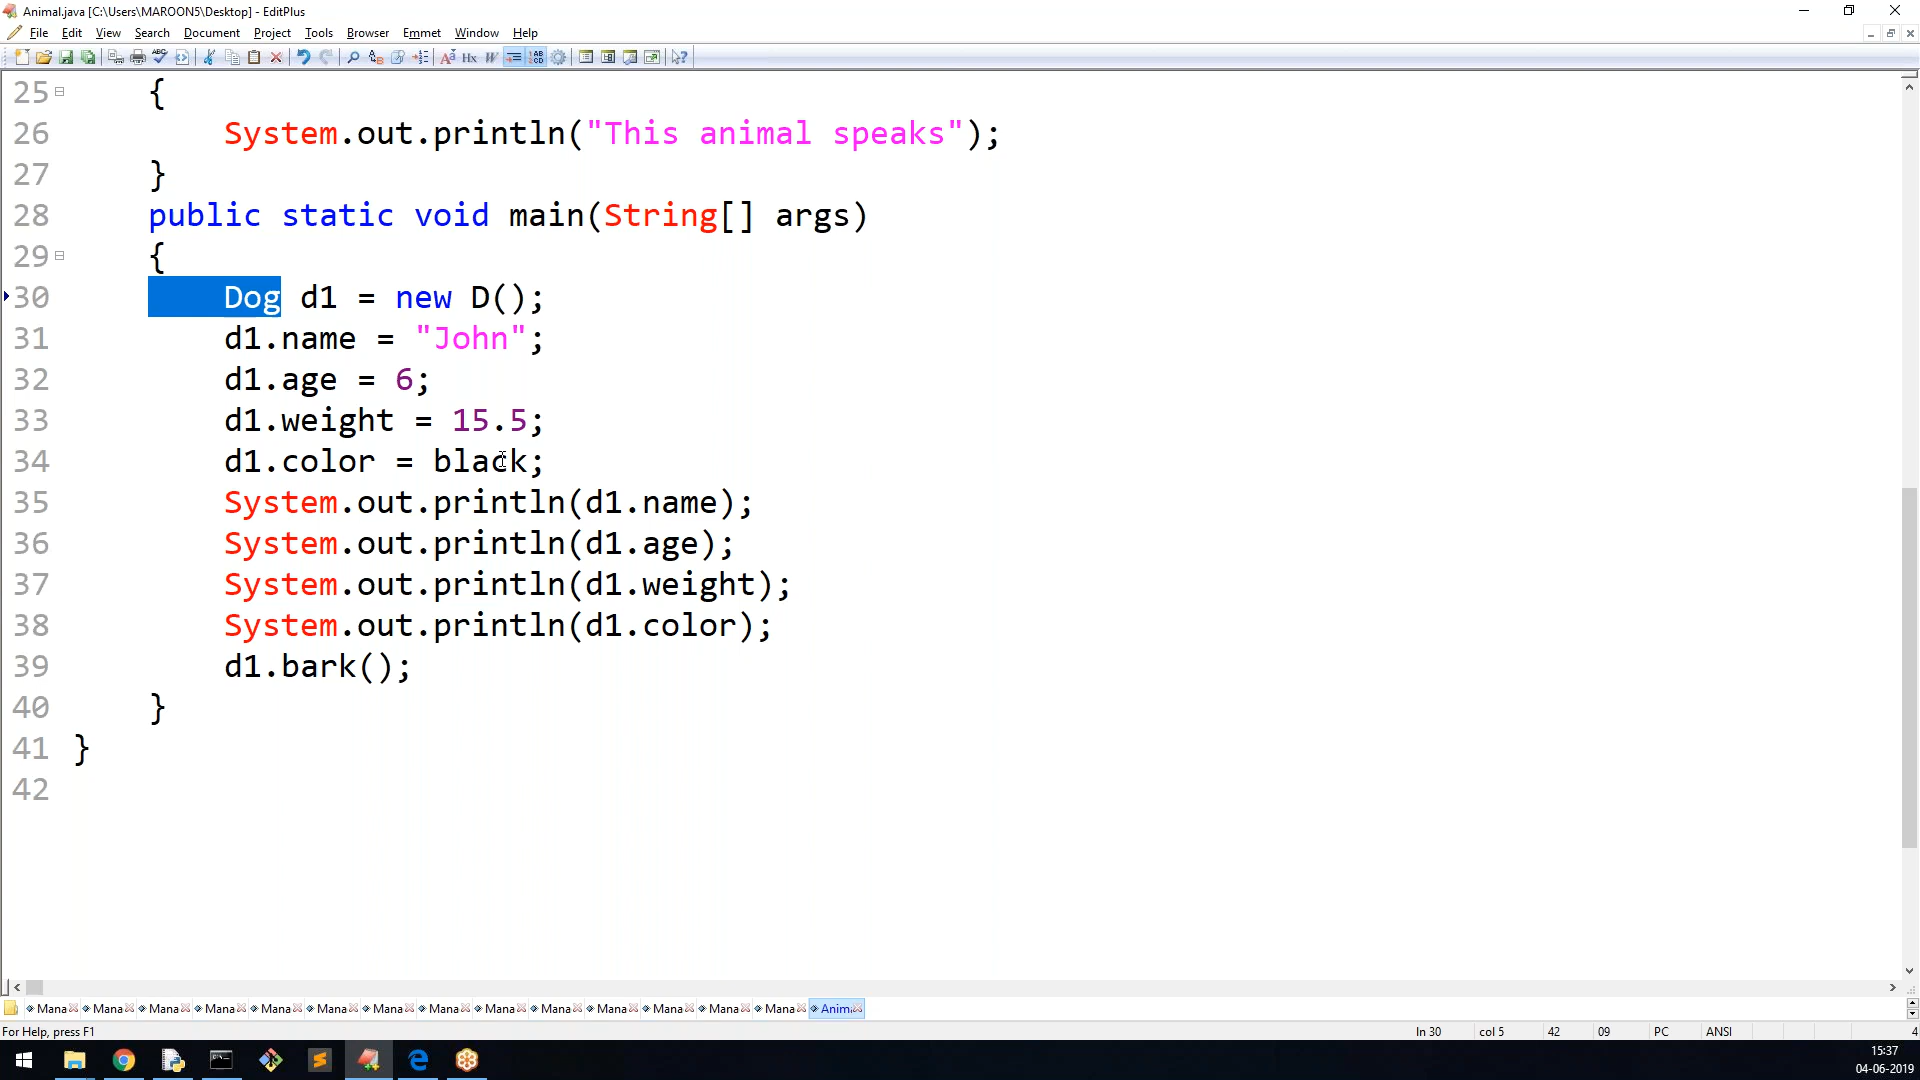 Animal.java [C:\Users\MAROON5\Desktop] - EditPlus
File Edit View Search Document Project Tools Browser Emmet Window Help
25 {
26 System.out.println("This animal speaks");
27 }
28 public static void main(String[] args)
29 {
30 Dog d1 = new D();
31 d1.name = "John";
32 d1.age = 6;
33 d1.weight = 15.5;
34 d1.color = black;
35 System.out.println(d1.name);
36 System.out.println(d1.age);
37 System.out.println(d1.weight);
38 System.out.println(d1.color);
39 d1.bark();
40 }
41 }
42
Mana Mana Mana Mana Mana Mana Mana Mana Mana Mana Mana Mana Mana Mana Anima
For Help, press F1 ln 30 col 5 42 09 PC ANSI 4
15:37
04-06-2019